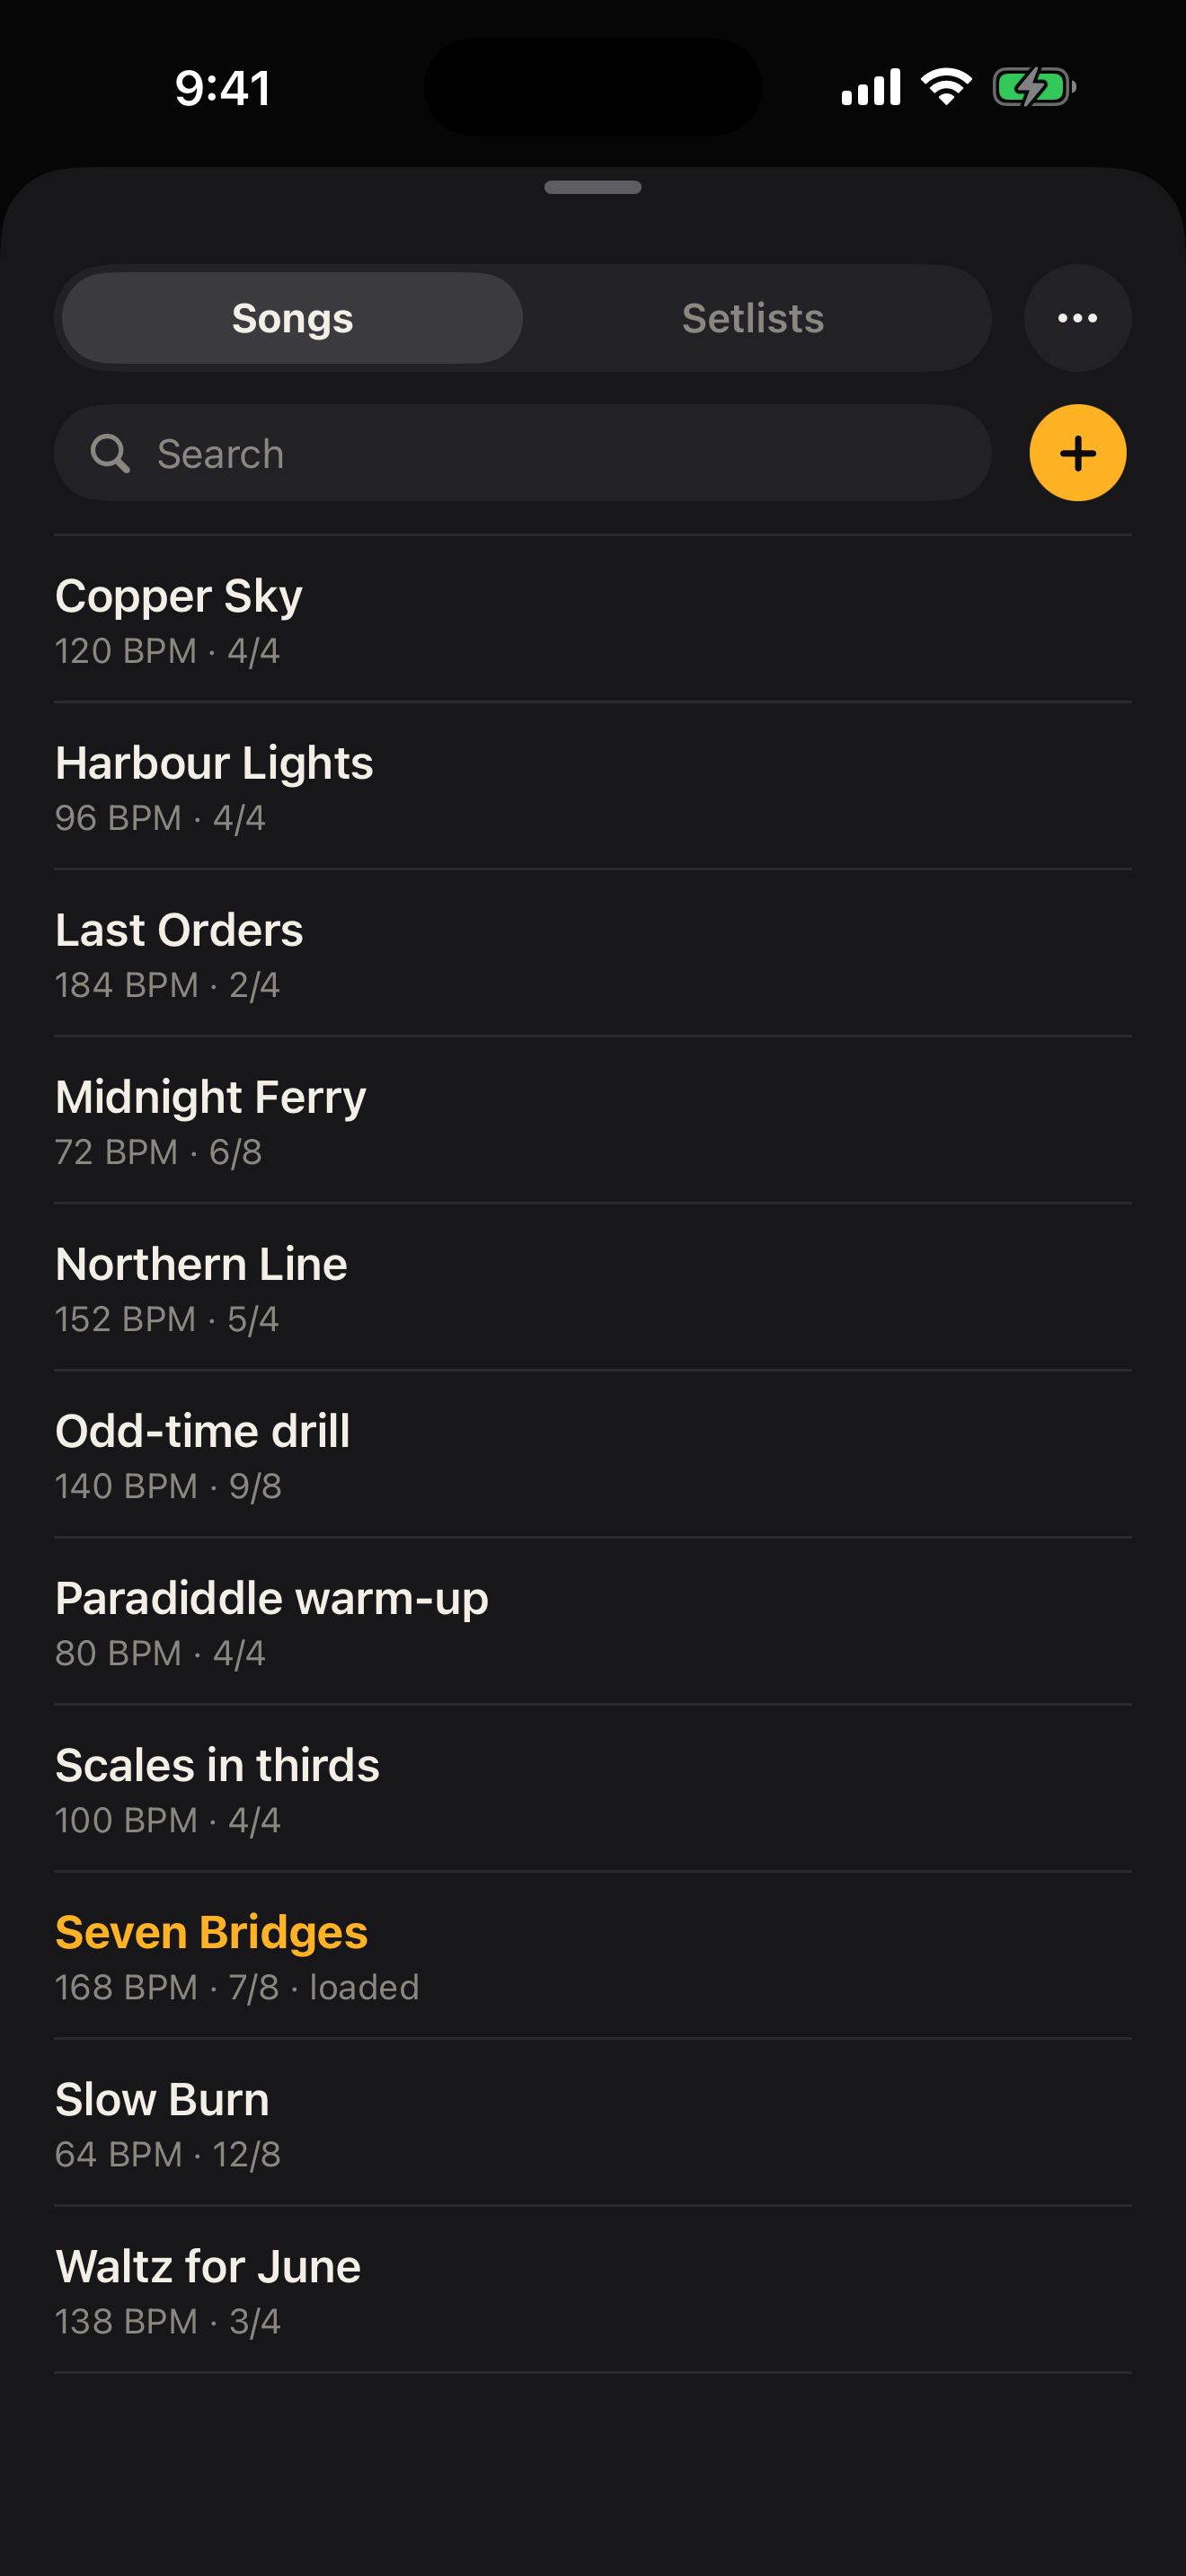 9:41
Songs
Setlists
Search
Copper Sky
120 BPM · 4/4
Harbour Lights
96 BPM · 4/4
Last Orders
184 BPM · 2/4
Midnight Ferry
72 BPM · 6/8
Northern Line
152 BPM · 5/4
Odd-time drill
140 BPM · 9/8
Paradiddle warm-up
80 BPM · 4/4
Scales in thirds
100 BPM · 4/4
Seven Bridges
168 BPM · 7/8 · loaded
Slow Burn
64 BPM · 12/8
Waltz for June
138 BPM · 3/4